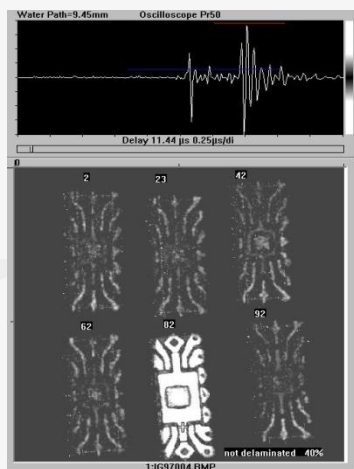 Water Path=9.45mm Oscilloscope Pr50
Delay 11.44 µs 0.25µs/di
0
2 23 42
62 82 92
not delaminated 40%
1:IG97004.BMP